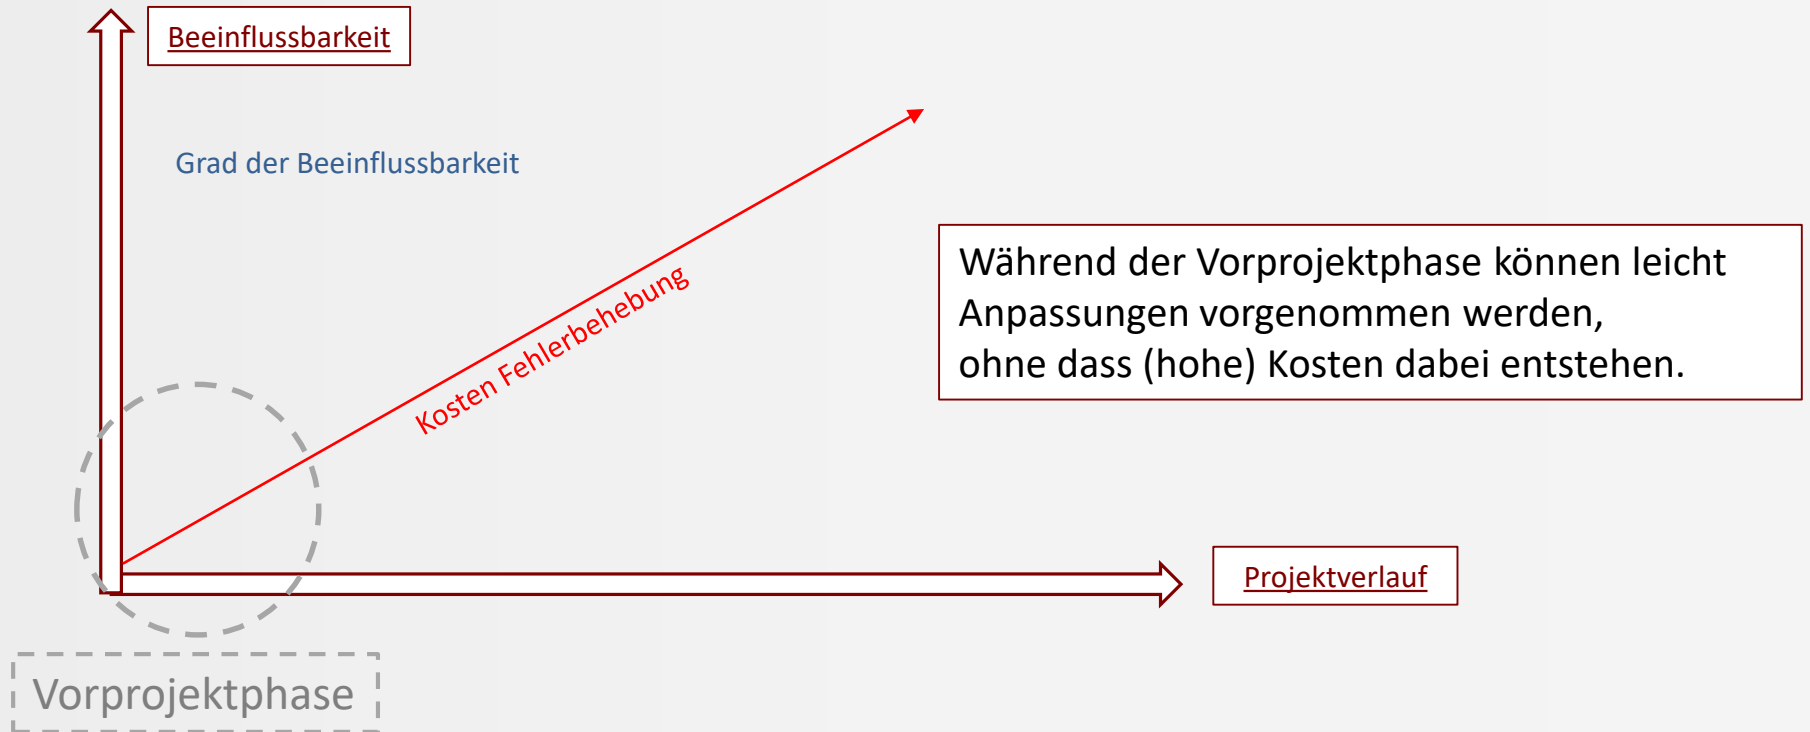 Beeinflussbarkeit
Grad der Beeinflussbarkeit
Kosten Fehlerbehebung
Während der Vorprojektphase können leicht
Anpassungen vorgenommen werden,
ohne dass (hohe) Kosten dabei entstehen.
Projektverlauf
Vorprojektphase